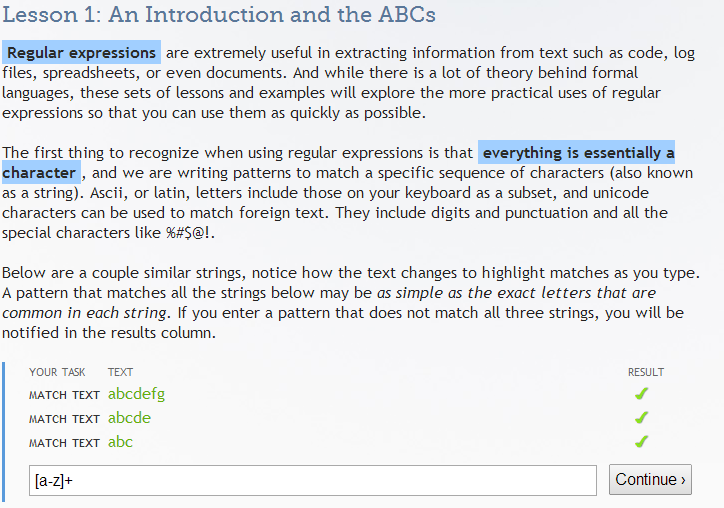 Lesson 1: An Introduction and the ABCs
Regular expressions are extremely useful in extracting information from text such as code, log
files, spreadsheets, or even documents. And while there is a lot of theory behind formal
languages, these sets of lessons and examples will explore the more practical uses of regular
expressions so that you can use them as quickly as possible.
The first thing to recognize when using regular expressions is that everything is essentially a
character, and we are writing patterns to match a specific sequence of characters (also known
as a string). Ascii, or latin, letters include those on your keyboard as a subset, and unicode
characters can be used to match foreign text. They include digits and punctuation and all the
special characters like %#$@!.
Below are a couple similar strings, notice how the text changes to highlight matches as you type.
A pattern that matches all the strings below may be as simple as the exact letters that are
common in each string. If you enter a pattern that does not match all three strings, you will be
notified in the results column.
YOUR TASK TEXT RESULT
MATCH TEXT abcdefg
MATCH TEXT abcde
MATCH TEXT abc
[a-z]+ Continue ›